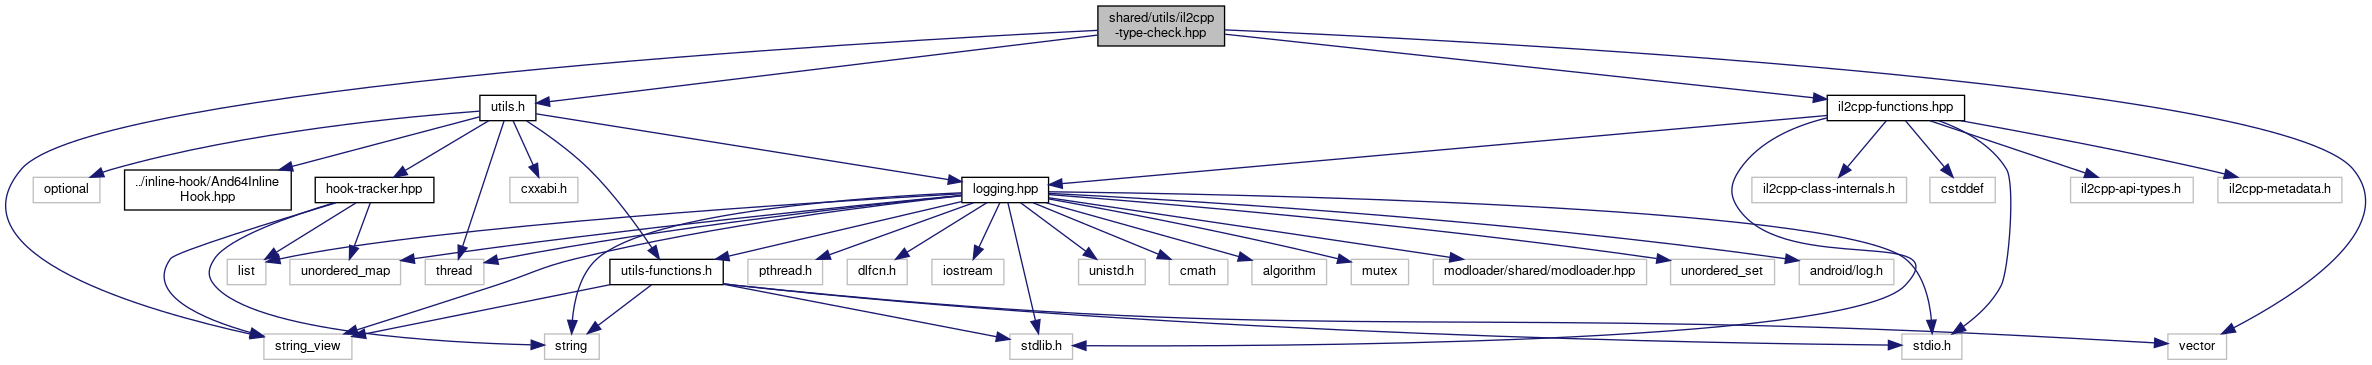 shared/utils/il2cpp
-type-check.hpp
utils.h
il2cpp-functions.hpp
optional
../inline-hook/And64Inline
Hook.hpp
hook-tracker.hpp
cxxabi.h
logging.hpp
il2cpp-class-internals.h
cstddef
il2cpp-api-types.h
il2cpp-metadata.h
list
unordered_map
thread
utils-functions.h
pthread.h
dlfcn.h
iostream
unistd.h
cmath
algorithm
mutex
modloader/shared/modloader.hpp
unordered_set
android/log.h
string_view
string
stdlib.h
stdio.h
vector